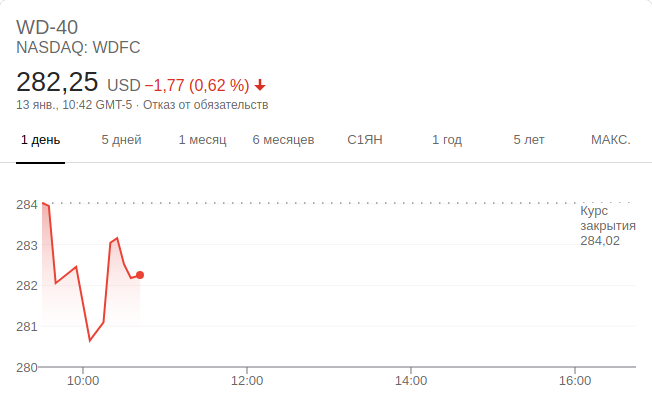 WD-40
NASDAQ: WDFC
282,25 USD −1,77 (0,62 %)
13 янв., 10:42 GMT-5 · Отказ от обязательств
1 день 5 дней 1 месяц 6 месяцев С1ЯН 1 год 5 лет МАКС.
284
Курс
закрытия
284,02
283
282
281
280
10:00 12:00 14:00 16:00